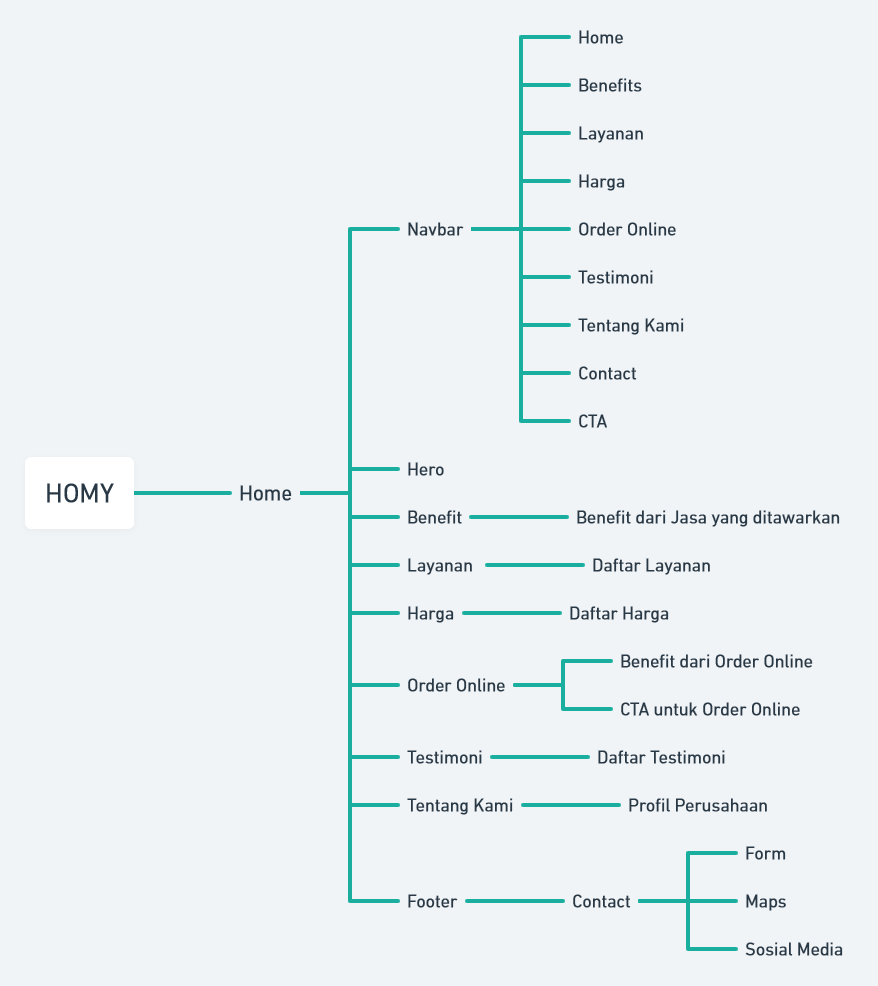 HOMY
Home
Navbar
Home
Benefits
Layanan
Harga
Order Online
Testimoni
Tentang Kami
Contact
CTA
Hero
Benefit
Benefit dari Jasa yang ditawarkan
Layanan
Daftar Layanan
Harga
Daftar Harga
Order Online
Benefit dari Order Online
CTA untuk Order Online
Testimoni
Daftar Testimoni
Tentang Kami
Profil Perusahaan
Footer
Contact
Form
Maps
Sosial Media